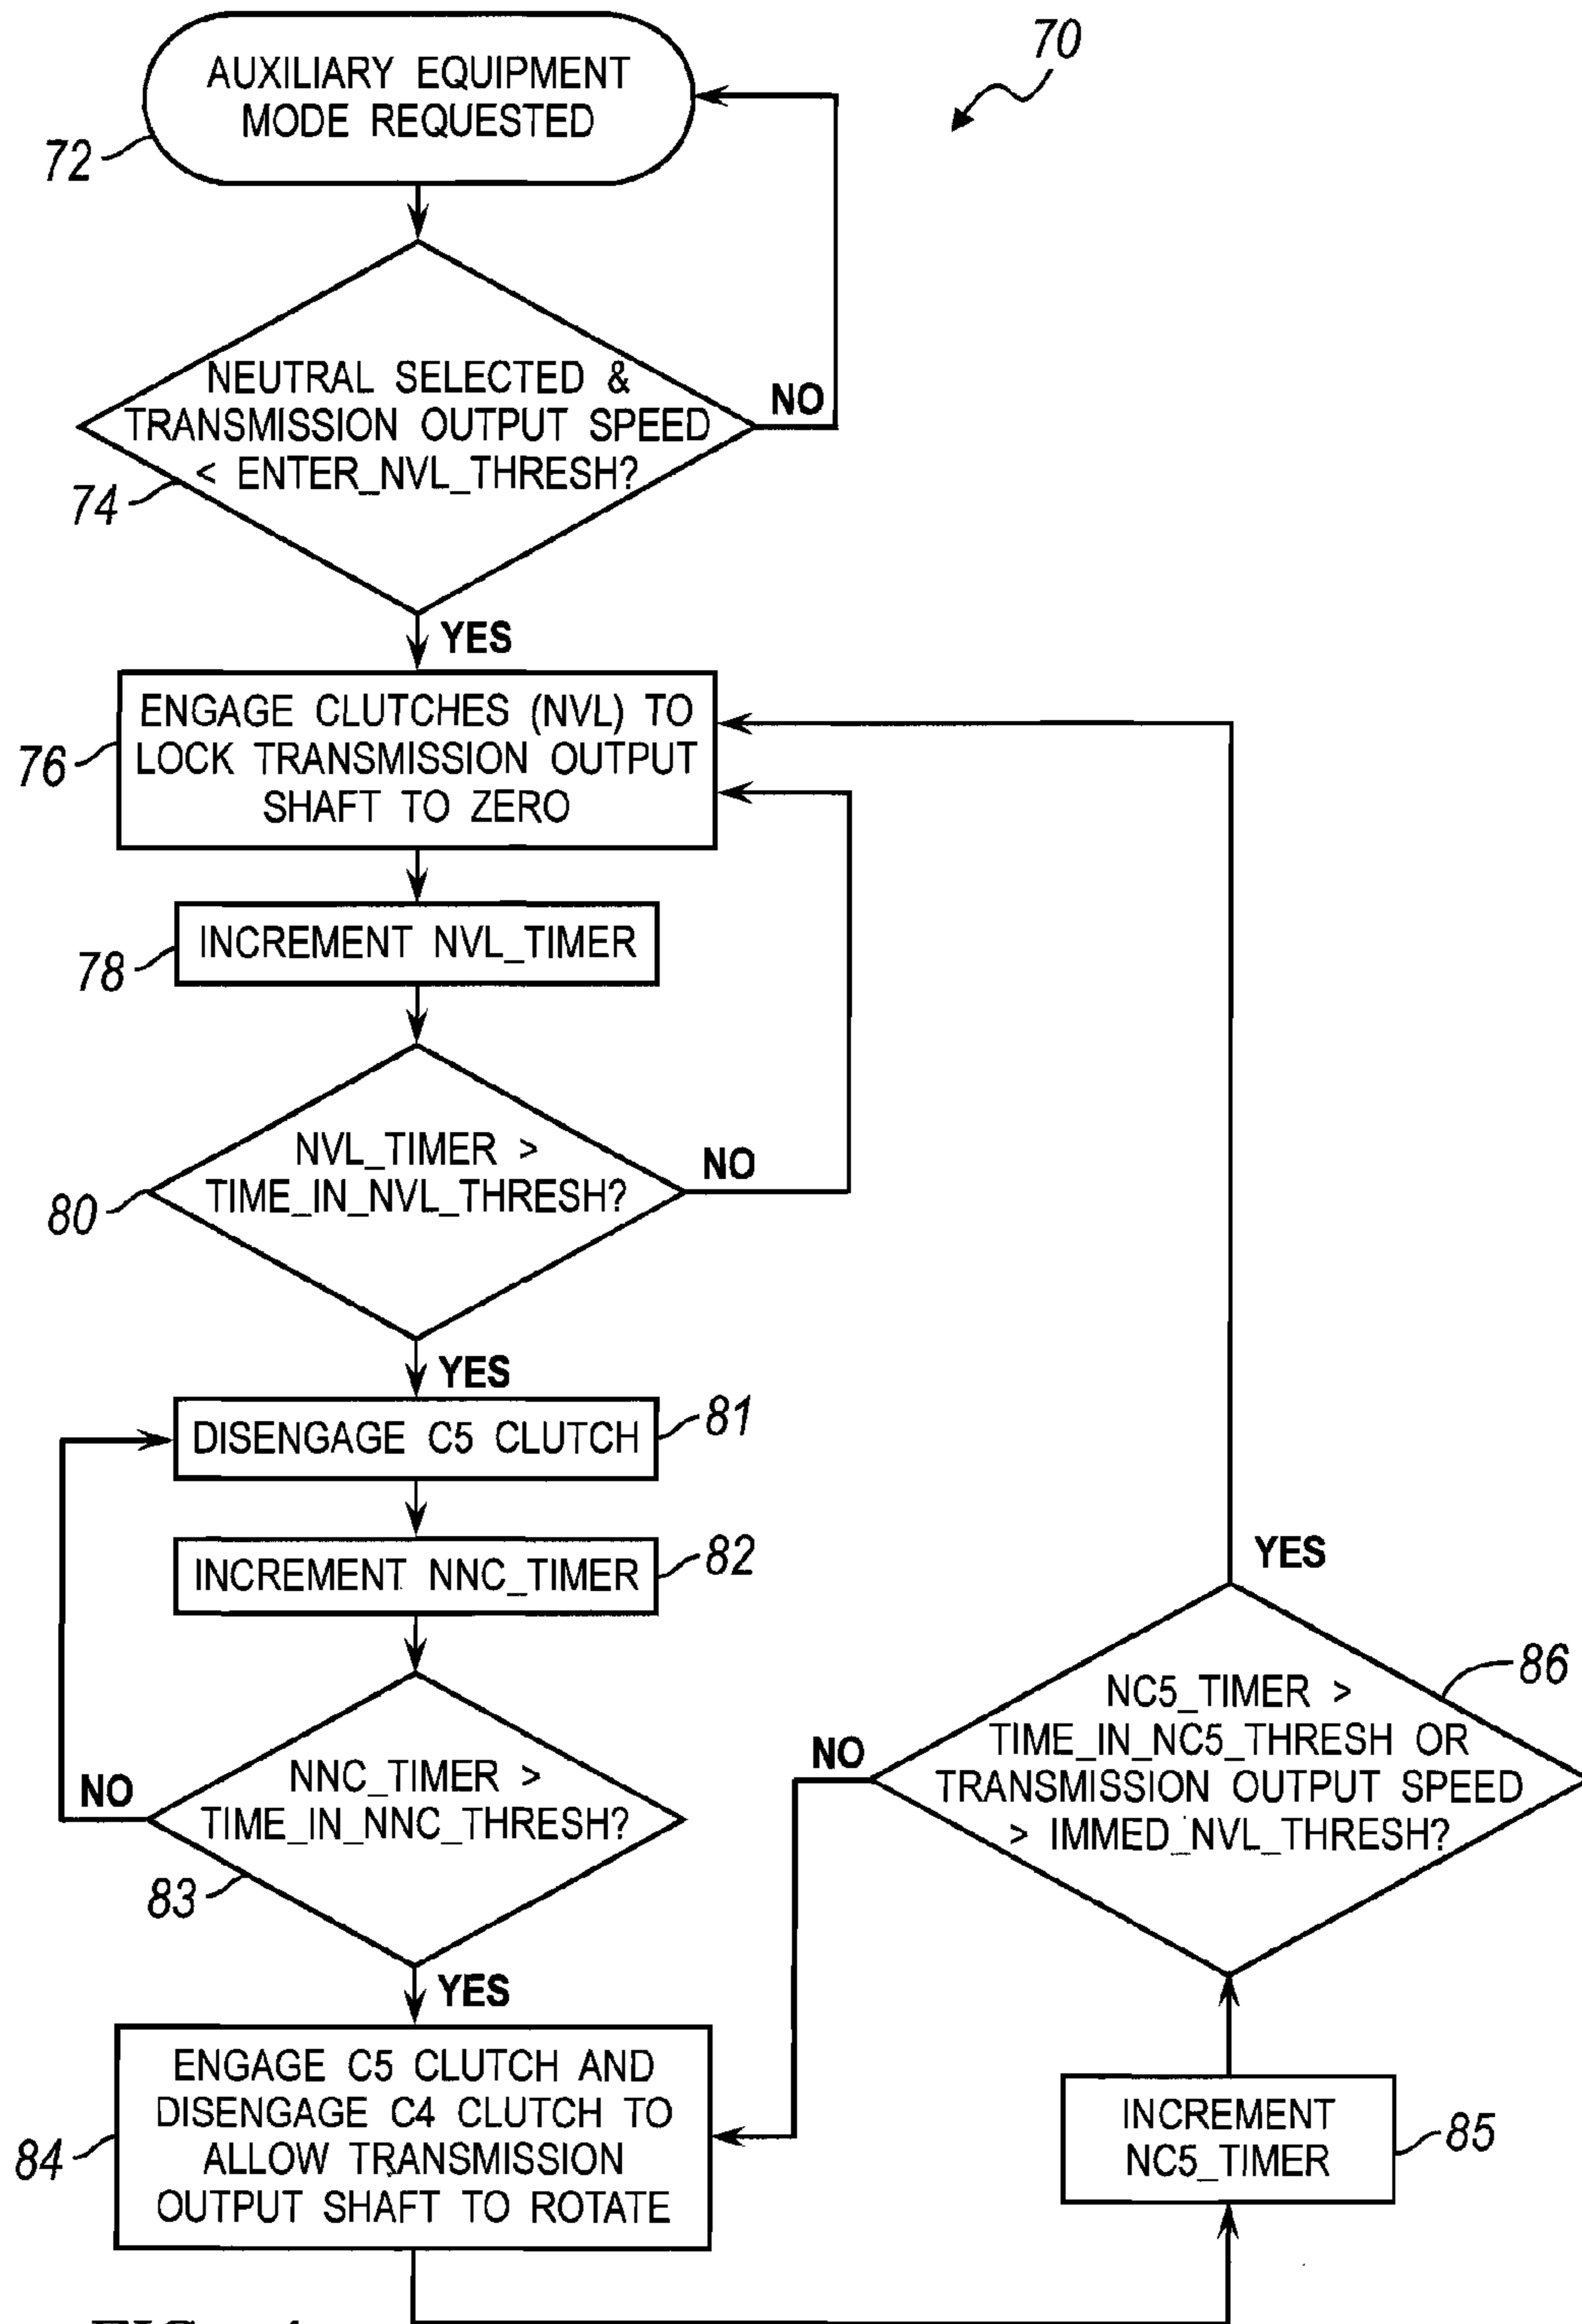 70
AUXILIARY EQUIPMENT
MODE REQUESTED
72
NEUTRAL SELECTED &
TRANSMISSION OUTPUT SPEED
< ENTER_NVL_THRESH?
NO
74
YES
ENGAGE CLUTCHES (NVL) TO
LOCK TRANSMISSION OUTPUT
SHAFT TO ZERO
76
INCREMENT NVL_TIMER
78
NVL_TIMER >
TIME_IN_NVL_THRESH?
NO
80
YES
DISENGAGE C5 CLUTCH
81
INCREMENT NNC_TIMER
82
NNC_TIMER >
TIME_IN_NNC_THRESH?
NO
83
YES
ENGAGE C5 CLUTCH AND
DISENGAGE C4 CLUTCH TO
ALLOW TRANSMISSION
OUTPUT SHAFT TO ROTATE
84
INCREMENT
NC5_TIMER
85
NC5_TIMER >
TIME_IN_NC5_THRESH OR
TRANSMISSION OUTPUT SPEED
> IMMED_NVL_THRESH?
86
NO
YES